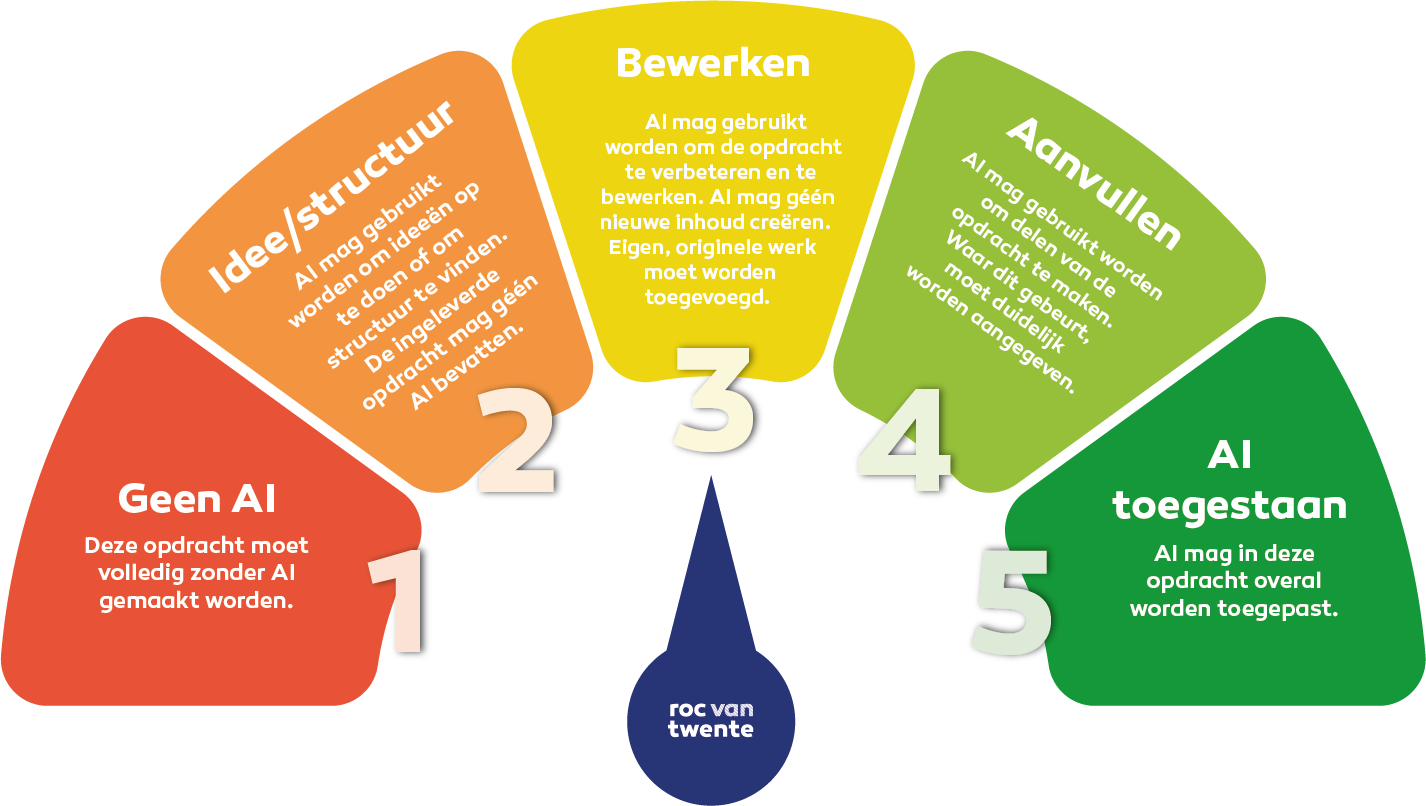 Geen AI
Deze opdracht moet
volledig zonder AI
gemaakt worden.
1
Idee/structuur
AI mag gebruikt
worden om ideeën op
te doen of om
structuur te vinden.
De ingeleverde
opdracht mag géén
AI bevatten.
2
Bewerken
AI mag gebruikt
worden om de opdracht
te verbeteren en te
bewerken. AI mag géén
nieuwe inhoud creëren.
Eigen, originele werk
moet worden
toegevoegd.
3
Aanvullen
AI mag gebruikt worden
om delen van de
opdracht te maken.
Waar dit gebeurt,
moet duidelijk
worden aangegeven.
4
AI
toegestaan
AI mag in deze
opdracht overal
worden toegepast.
5
roc van
twente